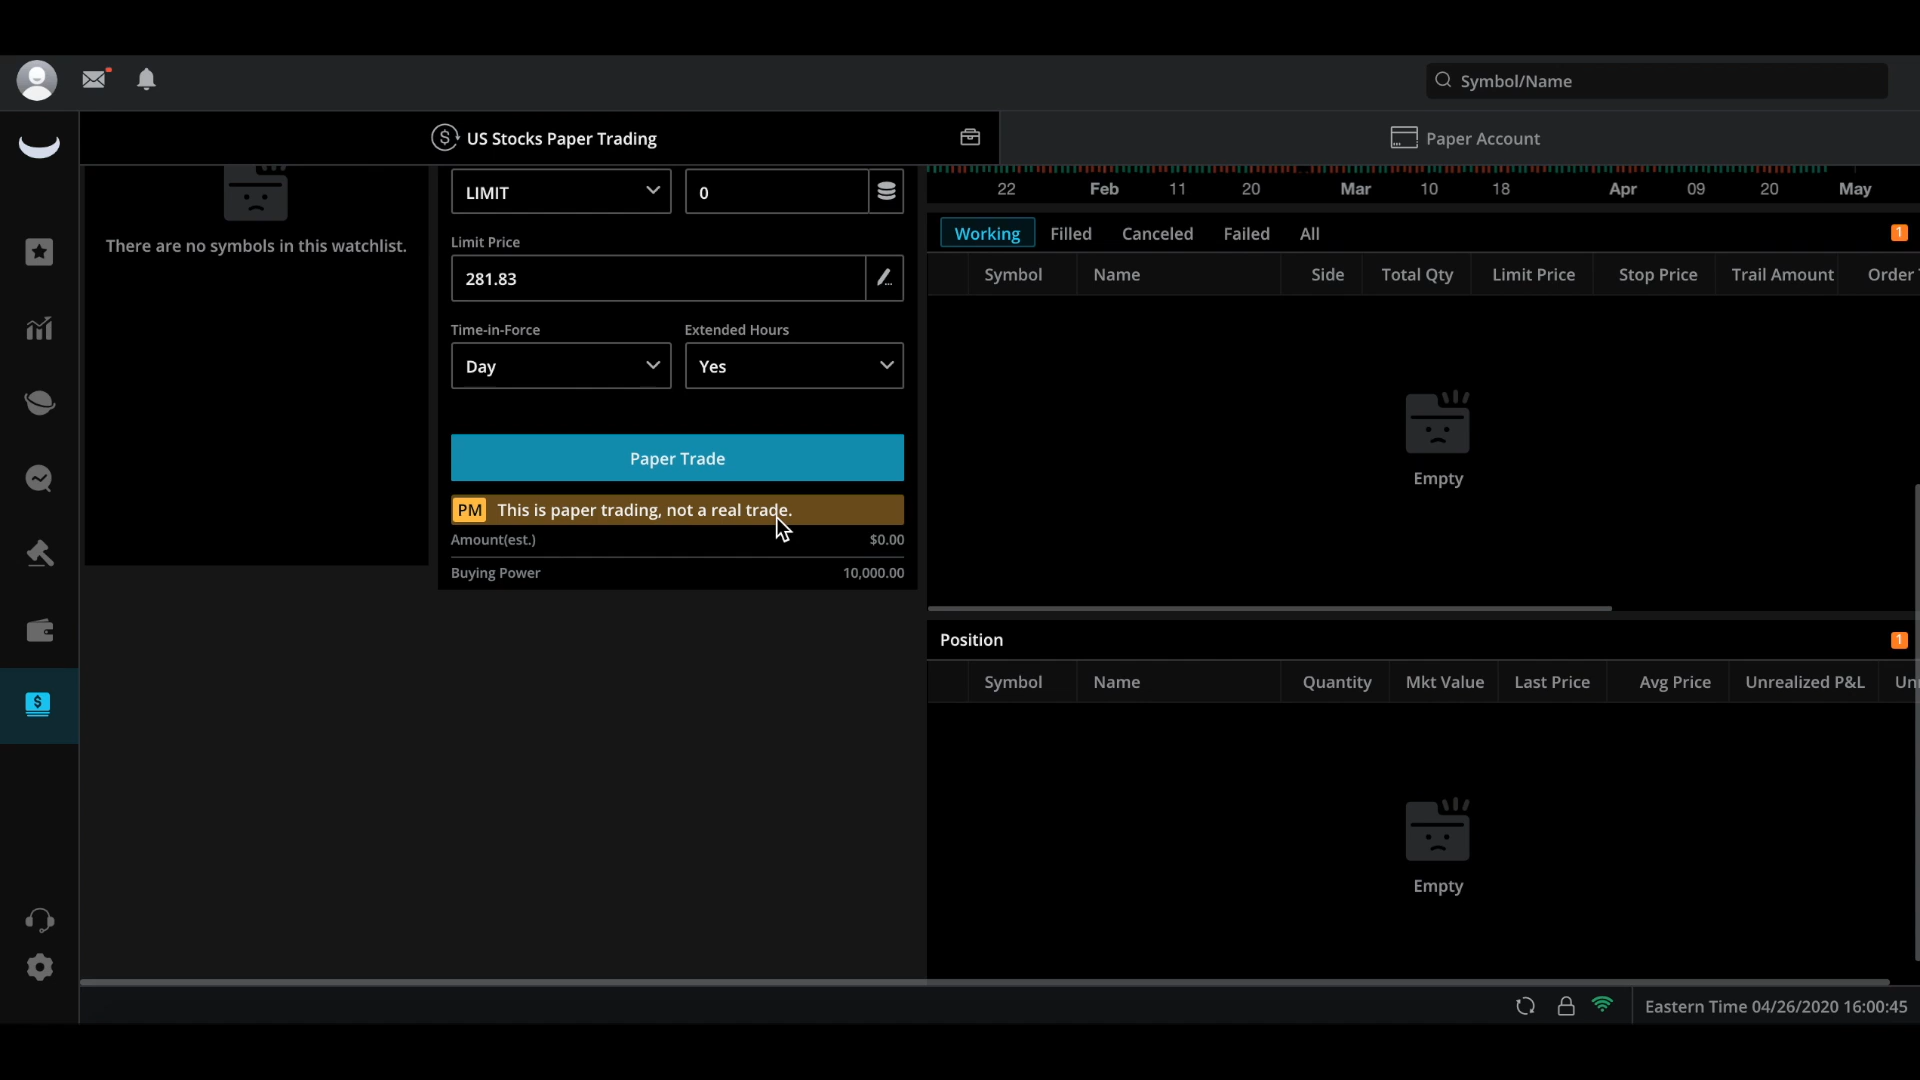 Symbol/Name
US Stocks Paper Trading
Paper Account
There are no symbols in this watchlist.
LIMIT
0
Limit Price
281.83
Time-in-Force
Extended Hours
Day
Yes
Paper Trade
PM This is paper trading, not a real trade.
Amount(est.) $0.00
Buying Power 10,000.00
22 Feb 11 20 Mar 10 18 Apr 09 20 May
Working Filled Canceled Failed All 1
Symbol Name Side Total Qty Limit Price Stop Price Trail Amount Order
Empty
Position 1
Symbol Name Quantity Mkt Value Last Price Avg Price Unrealized P&L
Empty
Eastern Time 04/26/2020 16:00:45